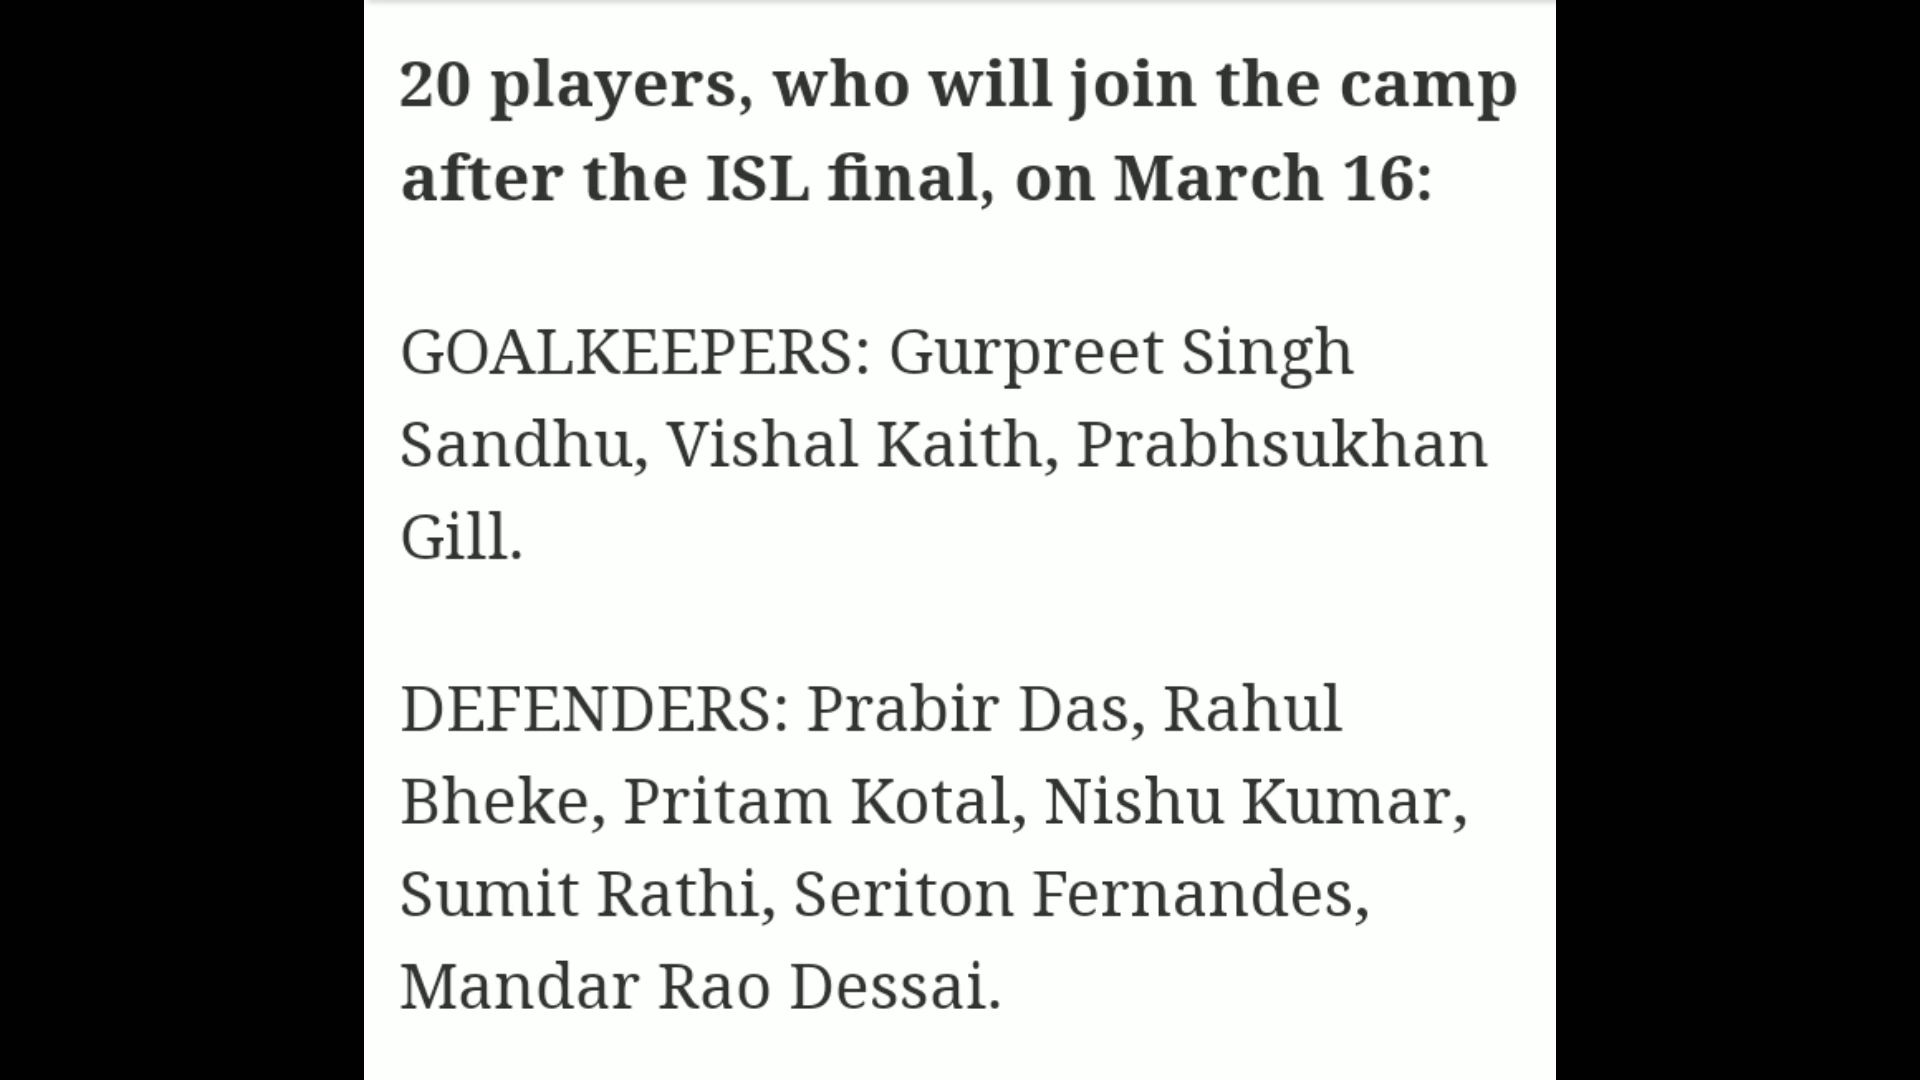 20 players, who will join the camp
after the ISL final, on March 16:
GOALKEEPERS: Gurpreet Singh
Sandhu, Vishal Kaith, Prabhsukhan
Gill.
DEFENDERS: Prabir Das, Rahul
Bheke, Pritam Kotal, Nishu Kumar,
Sumit Rathi, Seriton Fernandes,
Mandar Rao Dessai.